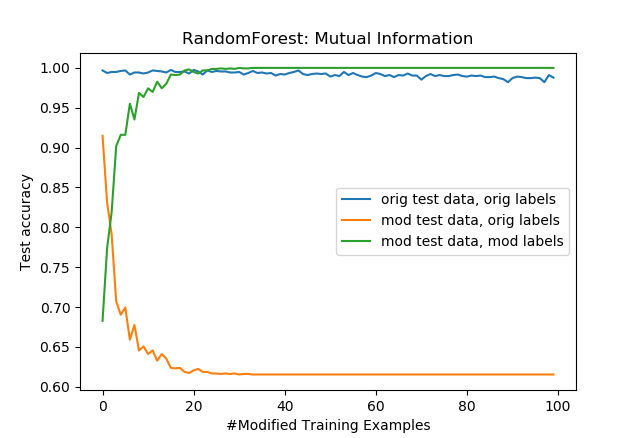 RandomForest: Mutual Information
1.00
0.95
0.90
0.85
0.80
0.75
0.70
0.65
0.60
Test accuracy
orig test data, orig labels
mod test data, orig labels
mod test data, mod labels
0 20 40 60 80 100
#Modified Training Examples